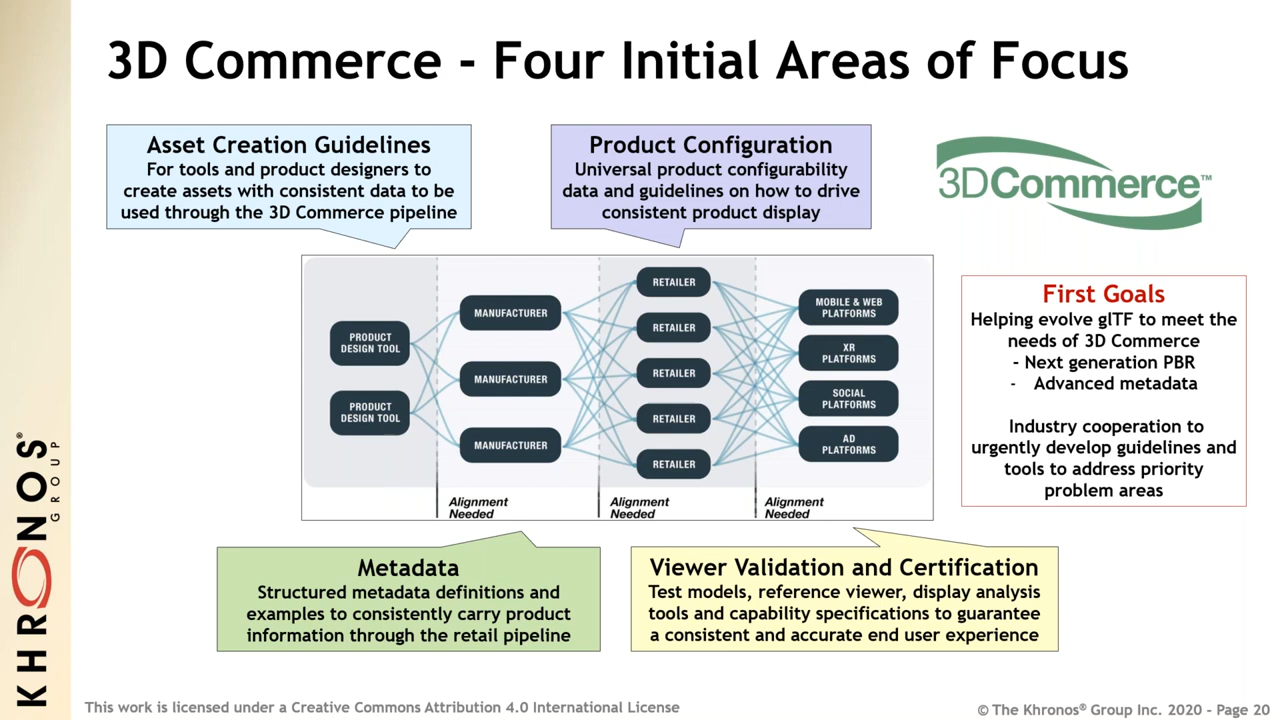 3D Commerce - Four Initial Areas of Focus
Asset Creation Guidelines
For tools and product designers to
create assets with consistent data to be
used through the 3D Commerce pipeline
Product Configuration
Universal product configurability
data and guidelines on how to drive
consistent product display
3DCommerce™
PRODUCT
DESIGN TOOL
PRODUCT
DESIGN TOOL
MANUFACTURER
MANUFACTURER
MANUFACTURER
RETAILER
RETAILER
RETAILER
RETAILER
RETAILER
MOBILE & WEB
PLATFORMS
XR
PLATFORMS
SOCIAL
PLATFORMS
AD
PLATFORMS
Alignment
Needed
Alignment
Needed
Alignment
Needed
First Goals
Helping evolve glTF to meet the
needs of 3D Commerce
- Next generation PBR
- Advanced metadata
Industry cooperation to
urgently develop guidelines and
tools to address priority
problem areas
Metadata
Structured metadata definitions and
examples to consistently carry product
information through the retail pipeline
Viewer Validation and Certification
Test models, reference viewer, display analysis
tools and capability specifications to guarantee
a consistent and accurate end user experience
KHRONOS®
GROUP
This work is licensed under a Creative Commons Attribution 4.0 International License
© The Khronos® Group Inc. 2020 - Page 20